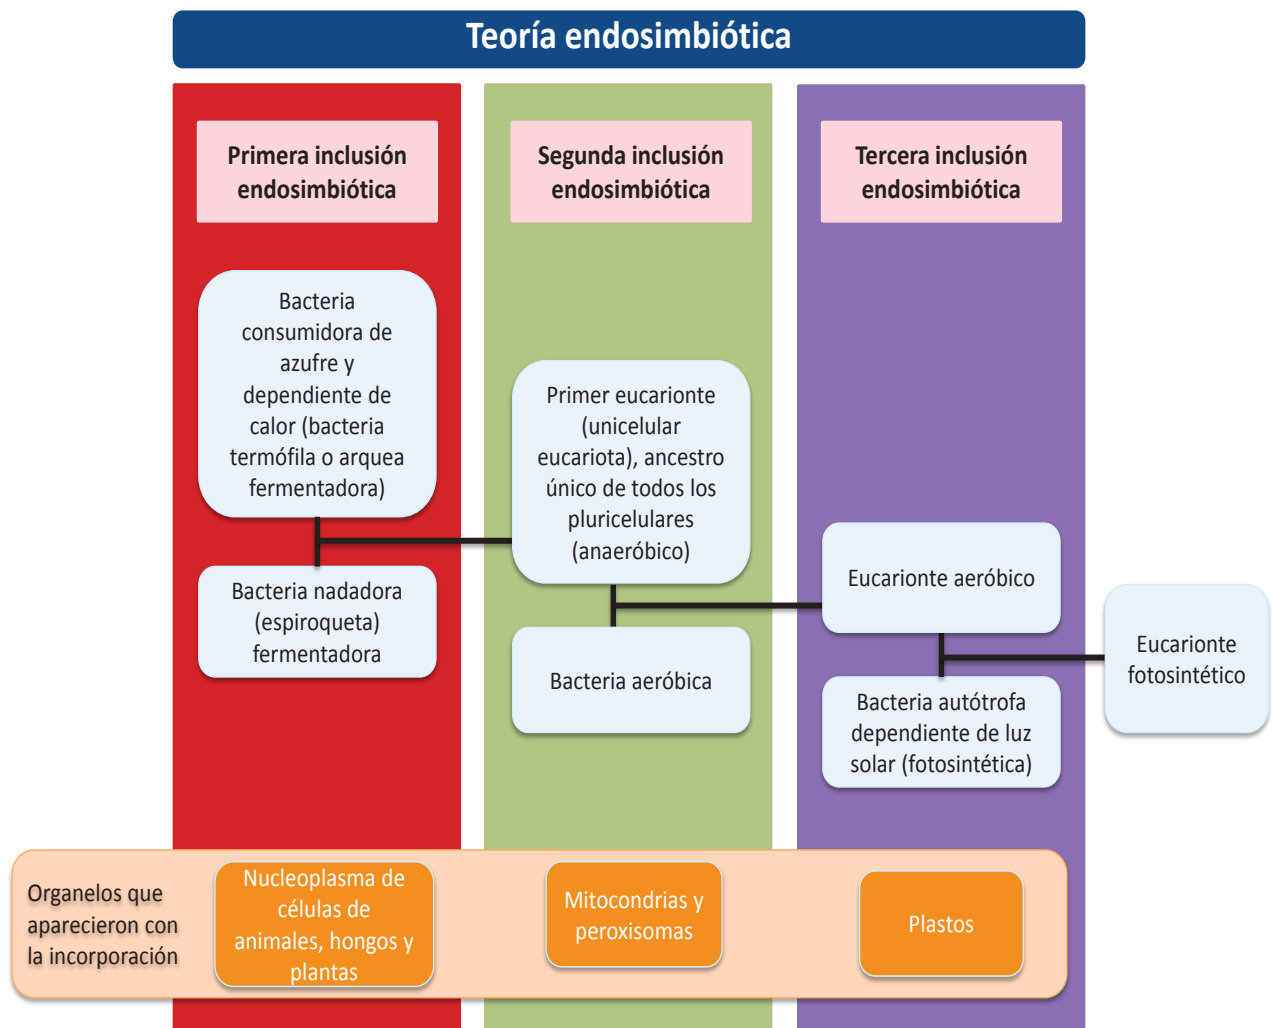 Teoría endosimbiótica
Primera inclusión
endosimbiótica
Segunda inclusión
endosimbiótica
Tercera inclusión
endosimbiótica
Bacteria
consumidora de
azufre y
dependiente de
calor (bacteria
termófila o arquea
fermentadora)
Bacteria nadadora
(espiroqueta)
fermentadora
Primer eucarionte
(unicelular
eucariota), ancestro
único de todos los
pluricelulares
(anaeróbico)
Bacteria aeróbica
Eucarionte aeróbico
Bacteria autótrofa
dependiente de luz
solar (fotosintética)
Eucarionte
fotosintético
Organelos que
aparecieron con
la incorporación
Nucleoplasma de
células de
animales, hongos y
plantas
Mitocondrias y
peroxisomas
Plastos